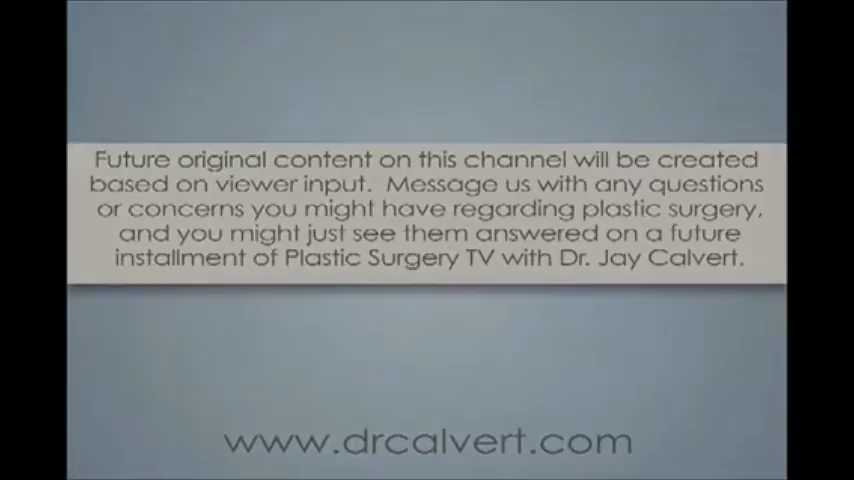 Future original content on this channel will be created
based on viewer input. Message us with any questions
or concerns you might have regarding plastic surgery,
and you might just see them answered on a future
installment of Plastic Surgery TV with Dr. Jay Calvert.
www.drcalvert.com